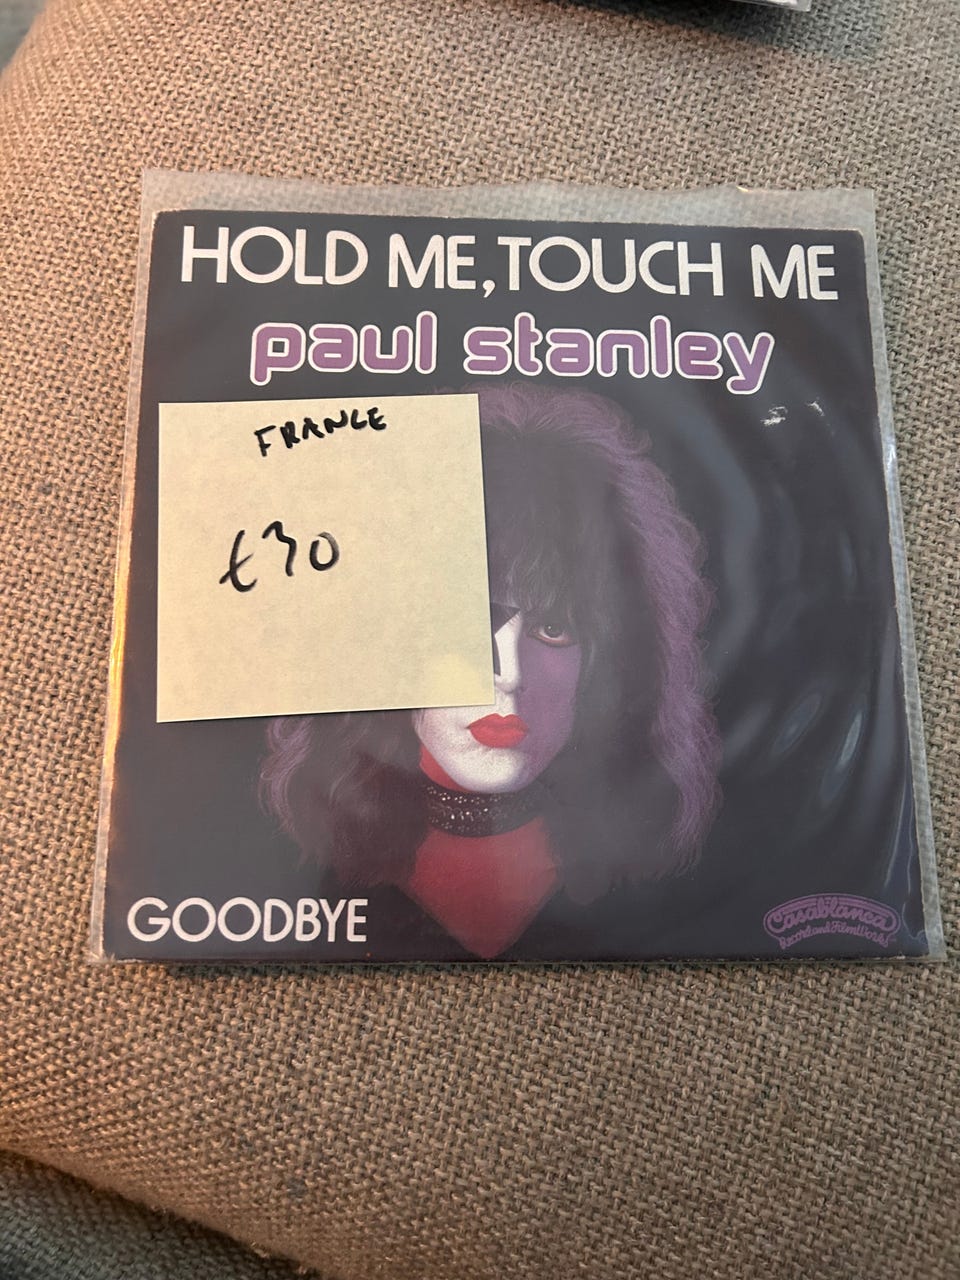 HOLD ME, TOUCH ME
paul stanley
FRANCE
£30
GOODBYE
Casablanca
Record and FilmWorks